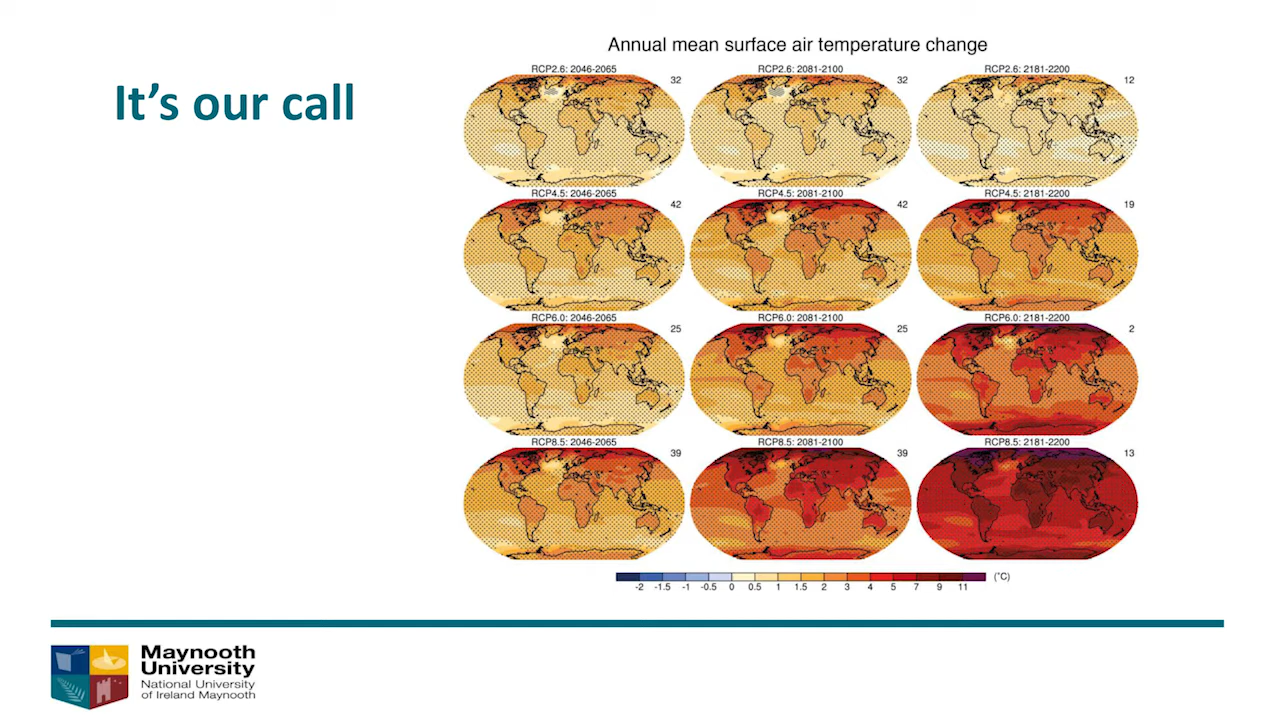 It's our call
Annual mean surface air temperature change
RCP2.6: 2046-2065
32
RCP2.6: 2081-2100
32
RCP2.6: 2181-2200
12
RCP4.5: 2046-2065
42
RCP4.5: 2081-2100
42
RCP4.5: 2181-2200
19
RCP6.0: 2046-2065
25
RCP6.0: 2081-2100
25
RCP6.0: 2181-2200
2
RCP8.5: 2046-2065
39
RCP8.5: 2081-2100
39
RCP8.5: 2181-2200
13
-2 -1.5 -1 -0.5 0 0.5 1 1.5 2 3 4 5 7 9 11 (°C)
Maynooth
University
National University
of Ireland Maynooth